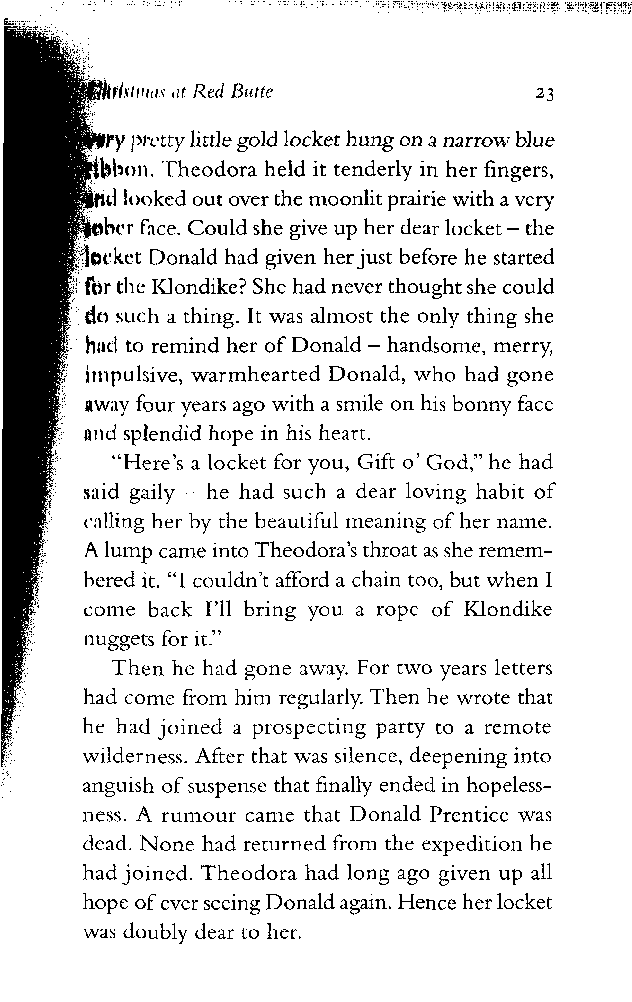 Christmas at Red Butte 23
very pretty little gold locket hung on a narrow blue
ribbon. Theodora held it tenderly in her fingers,
and looked out over the moonlit prairie with a very
sober face. Could she give up her dear locket – the
locket Donald had given her just before he started
for the Klondike? She had never thought she could
do such a thing. It was almost the only thing she
had to remind her of Donald – handsome, merry,
impulsive, warmhearted Donald, who had gone
away four years ago with a smile on his bonny face
and splendid hope in his heart.
“Here’s a locket for you, Gift o’ God,” he had
said gaily – he had such a dear loving habit of
calling her by the beautiful meaning of her name.
A lump came into Theodora’s throat as she remem-
bered it. “I couldn’t afford a chain too, but when I
come back I’ll bring you a rope of Klondike
nuggets for it.”
Then he had gone away. For two years letters
had come from him regularly. Then he wrote that
he had joined a prospecting party to a remote
wilderness. After that was silence, deepening into
anguish of suspense that finally ended in hopeless-
ness. A rumour came that Donald Prentice was
dead. None had returned from the expedition he
had joined. Theodora had long ago given up all
hope of ever seeing Donald again. Hence her locket
was doubly dear to her.